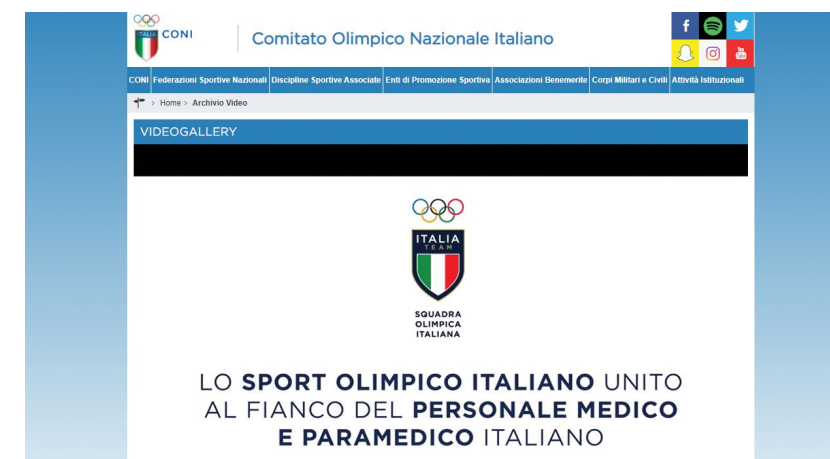 ITALIA
CONI
Comitato Olimpico Nazionale Italiano
CONI Federazioni Sportive Nazionali Discipline Sportive Associate Enti di Promozione Sportiva Associazioni Benemerite Corpi Militari e Civili Attività Istituzionali
> Home > Archivio Video
VIDEOGALLERY
ITALIA
TEAM
SQUADRA
OLIMPICA
ITALIANA
LO SPORT OLIMPICO ITALIANO UNITO
AL FIANCO DEL PERSONALE MEDICO
E PARAMEDICO ITALIANO